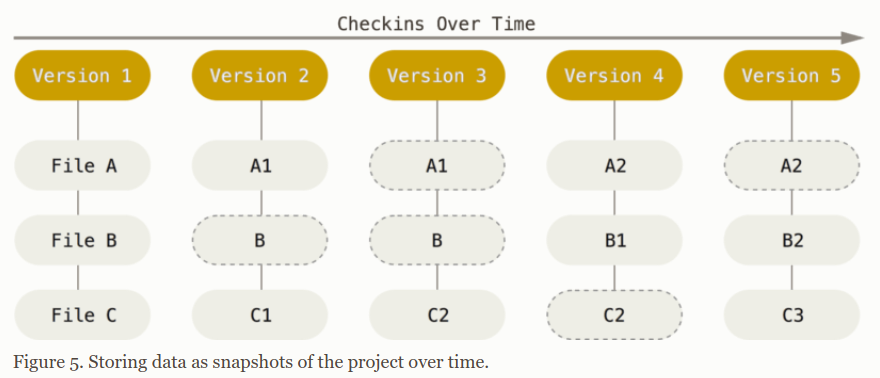 Checkins Over Time
Version 1 Version 2 Version 3 Version 4 Version 5
File A A1 A1 A2 A2
File B B B B1 B2
File C C1 C2 C2 C3
Figure 5. Storing data as snapshots of the project over time.